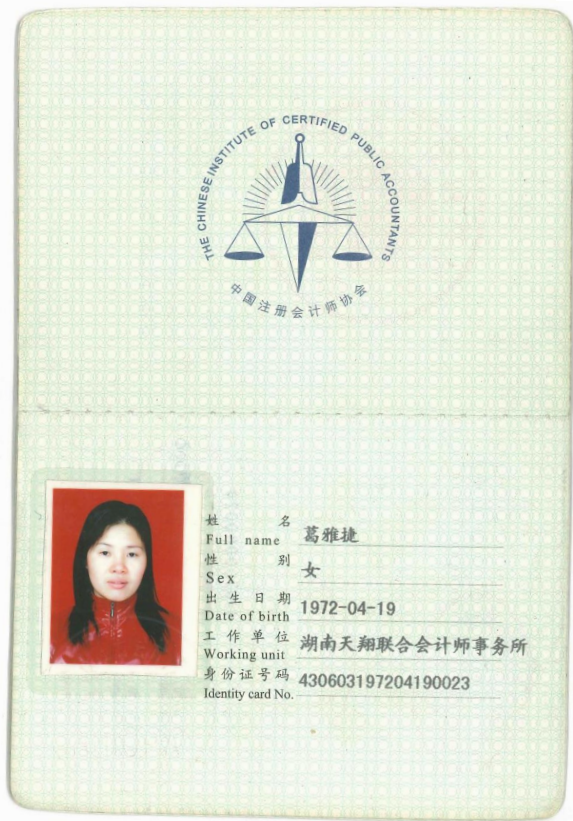 THE CHINESE INSTITUTE OF CERTIFIED PUBLIC ACCOUNTANTS
中国注册会计师协会
姓 名
Full name 葛雅捷
性 别
Sex 女
出生日期
Date of birth 1972-04-19
工作单位
Working unit 湖南天翔联合会计师事务所
身份证号码
Identity card No. 430603197204190023